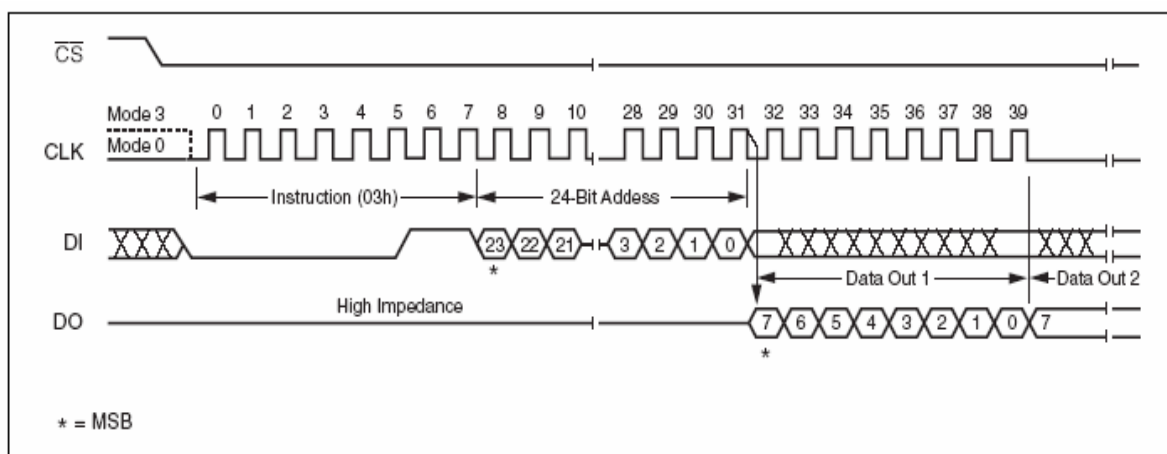 CS
Mode 3
0 1 2 3 4 5 6 7 8 9 10 28 29 30 31 32 33 34 35 36 37 38 39
CLK
Mode 0
Instruction (03h)
24-Bit Addess
DI
23 22 21 3 2 1 0
*
Data Out 1
Data Out 2
High Impedance
DO
7 6 5 4 3 2 1 0 7
*
* = MSB